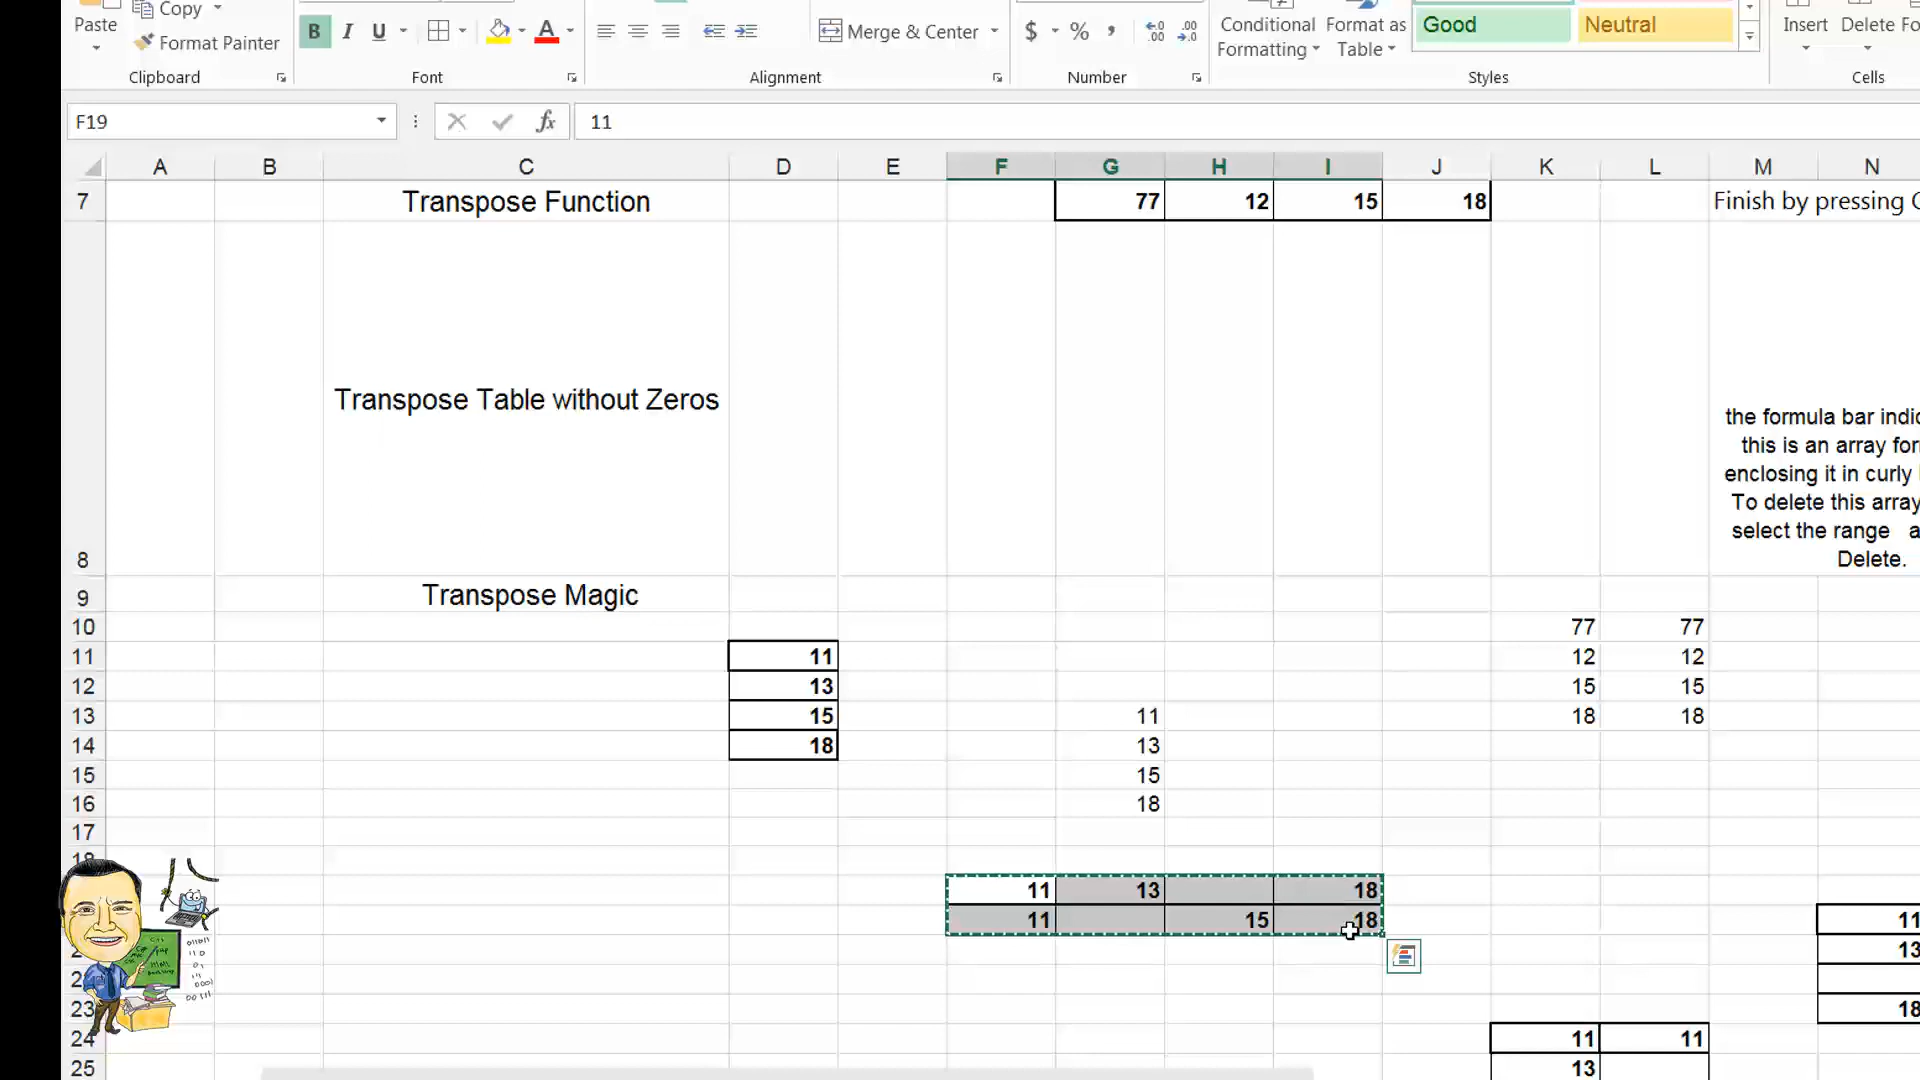 Paste
Copy
Format Painter
B I U A
Merge & Center
$ % ,
Conditional Formatting
Format as Table
Good
Neutral
Insert
Delete
Fo
Clipboard
Font
Alignment
Number
Styles
Cells
F19
fx
11
A B C D E F G H I J K L M N
7 Transpose Function 77 12 15 18 Finish by pressing C
Transpose Table without Zeros
the formula bar indic
this is an array for
enclosing it in curly
To delete this array
select the range a
Delete.
8
9 Transpose Magic
10 77 77
11 11 12 12
12 13 15 15
13 15 11 18 18
14 18 13
15 15
16 18
17
18
11 13 18
11 15 18 11
13
23 18
24 11 11
25 13